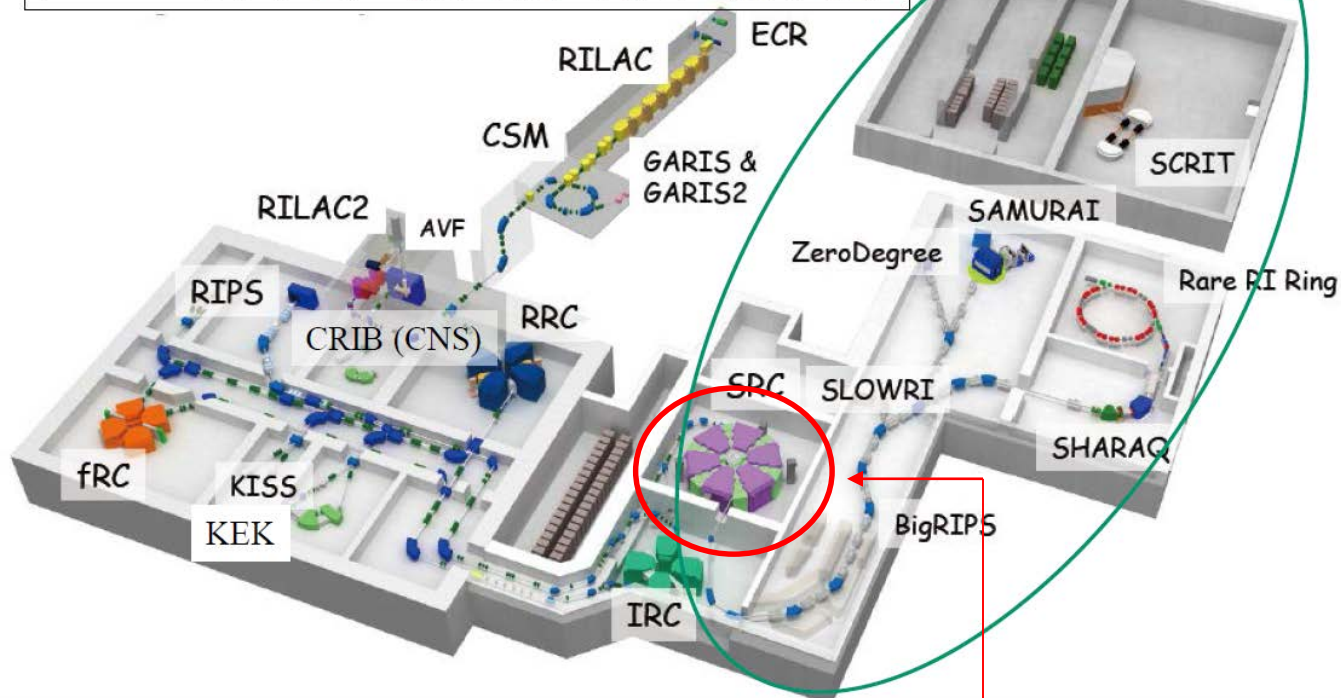 ECR
RILAC
CSM
GARIS &
GARIS2
SCRIT
RILAC2
AVF
SAMURAI
ZeroDegree
Rare RI Ring
RIPS
CRIB (CNS)
RRC
SRC
SLOWRI
SHARAQ
fRC
KISS
KEK
BigRIPS
IRC